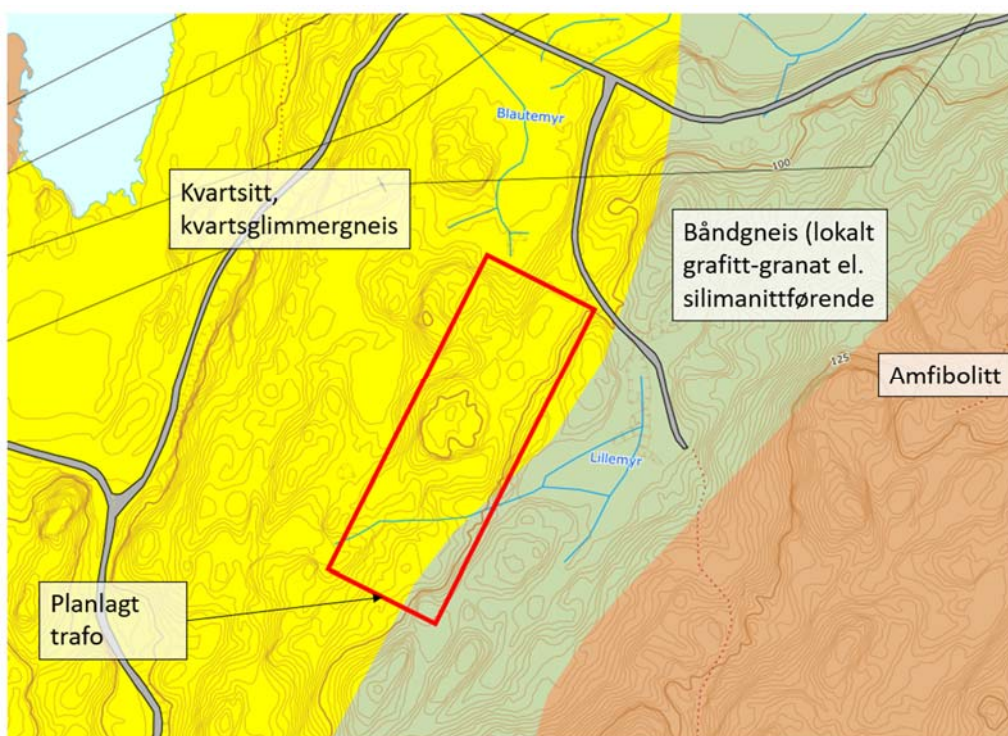 Blautemyr
100
Kvartsitt,
kvartsglimmergneis
Båndgneis (lokalt
grafitt-granat el.
silimanittførende
125
Amfibolitt
Lillemyr
Planlagt
trafo